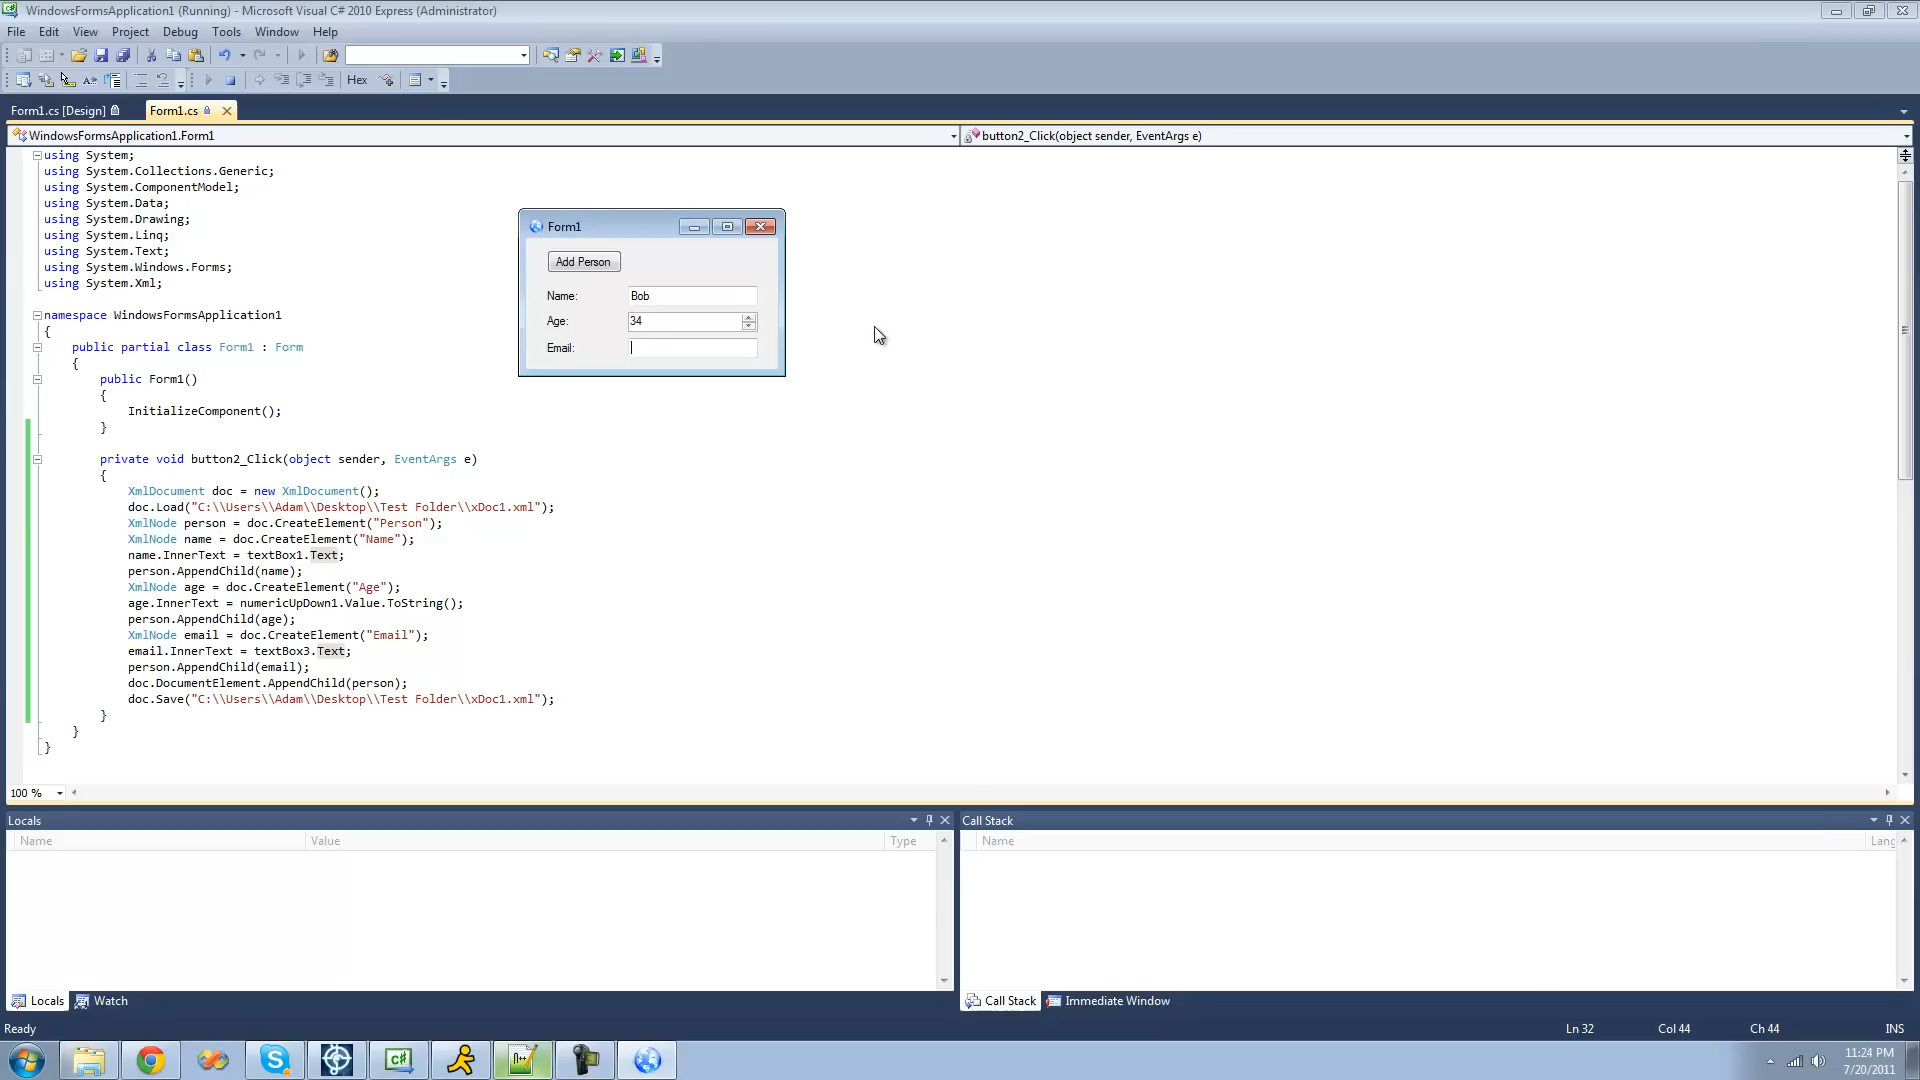 WindowsFormsApplication1 (Running) - Microsoft Visual C# 2010 Express (Administrator)
File Edit View Project Debug Tools Window Help
Hex
Form1.cs [Design] Form1.cs
WindowsFormsApplication1.Form1 button2_Click(object sender, EventArgs e)
using System;
using System.Collections.Generic;
using System.ComponentModel;
using System.Data;
using System.Drawing;
using System.Linq;
using System.Text;
using System.Windows.Forms;
using System.Xml;
namespace WindowsFormsApplication1
{
public partial class Form1 : Form
{
public Form1()
{
InitializeComponent();
}
private void button2_Click(object sender, EventArgs e)
{
XmlDocument doc = new XmlDocument();
doc.Load("C:\\Users\\Adam\\Desktop\\Test Folder\\xDoc1.xml");
XmlNode person = doc.CreateElement("Person");
XmlNode name = doc.CreateElement("Name");
name.InnerText = textBox1.Text;
person.AppendChild(name);
XmlNode age = doc.CreateElement("Age");
age.InnerText = numericUpDown1.Value.ToString();
person.AppendChild(age);
XmlNode email = doc.CreateElement("Email");
email.InnerText = textBox3.Text;
person.AppendChild(email);
doc.DocumentElement.AppendChild(person);
doc.Save("C:\\Users\\Adam\\Desktop\\Test Folder\\xDoc1.xml");
}
}
}
Form1
Add Person
Name: Bob
Age: 34
Email:
100 %
Locals
Name Value Type
Call Stack
Name Lang
Locals Watch
Call Stack Immediate Window
Ready Ln 32 Col 44 Ch 44 INS
11:24 PM
7/20/2011